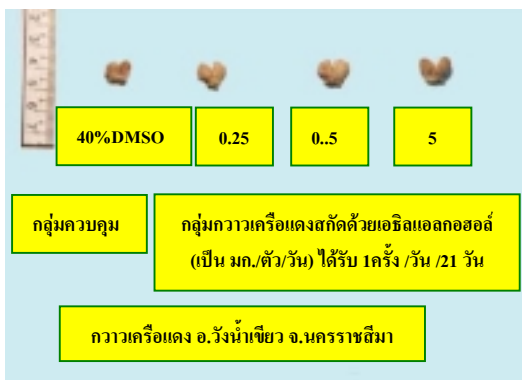 40%DMSO 0.25 0..5 5
กลุ่มควบคุม
กลุ่มกวาวเครือแดงสกัดด้วยเอธิลแอลกอฮอล์
(เป็น มก./ตัว/วัน) ได้รับ 1ครั้ง /วัน /21 วัน
กวาวเครือแดง อ.วังน้ำเขียว จ.นครราชสีมา